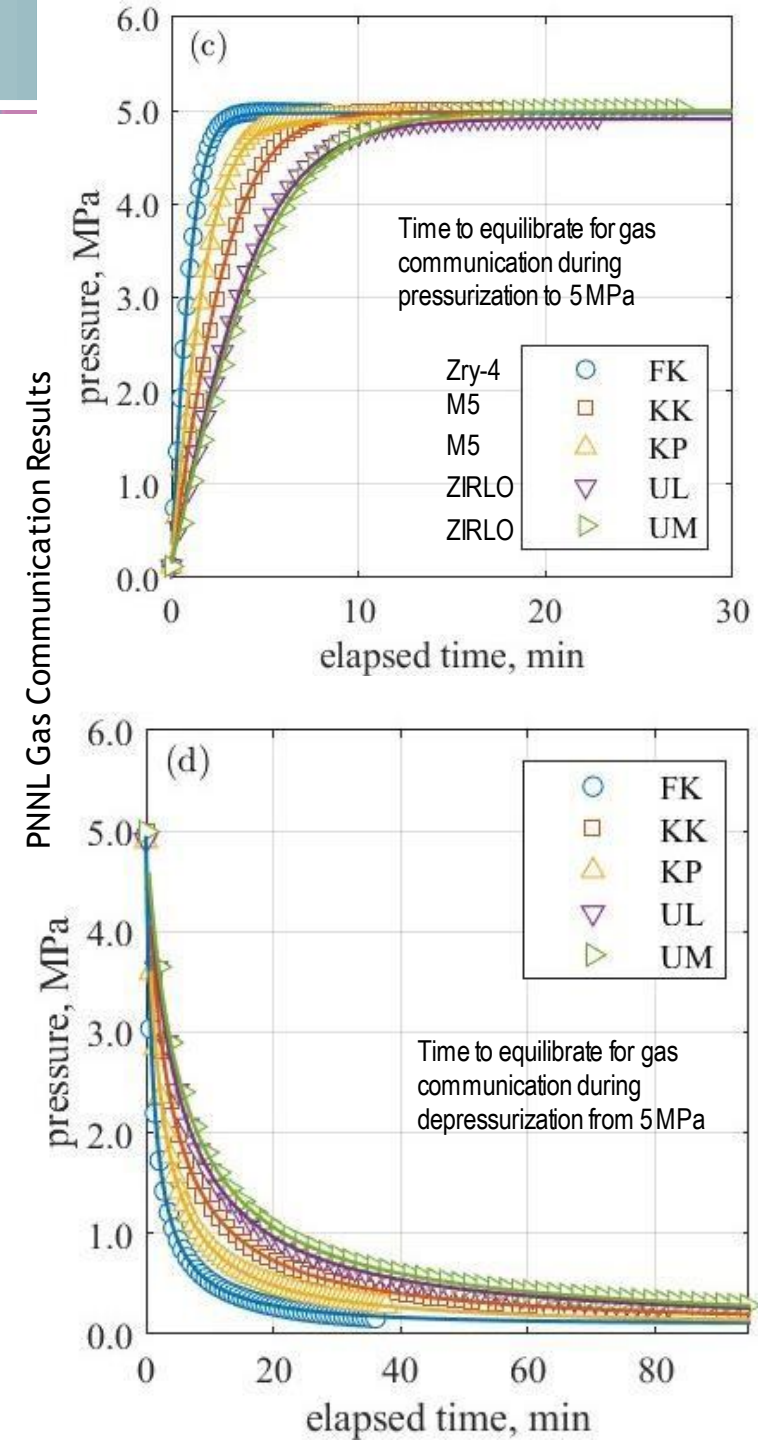 PNNL Gas Communication Results
(c)
6.0
5.0
4.0
3.0
2.0
1.0
0.0
pressure, MPa
Time to equilibrate for gas
communication during
pressurization to 5 MPa
Zry-4 FK
M5 KK
M5 KP
ZIRLO UL
ZIRLO UM
0 10 20 30
elapsed time, min
(d)
6.0
5.0
4.0
3.0
2.0
1.0
0.0
pressure, MPa
FK
KK
KP
UL
UM
Time to equilibrate for gas
communication during
depressurization from 5 MPa
0 20 40 60 80
elapsed time, min